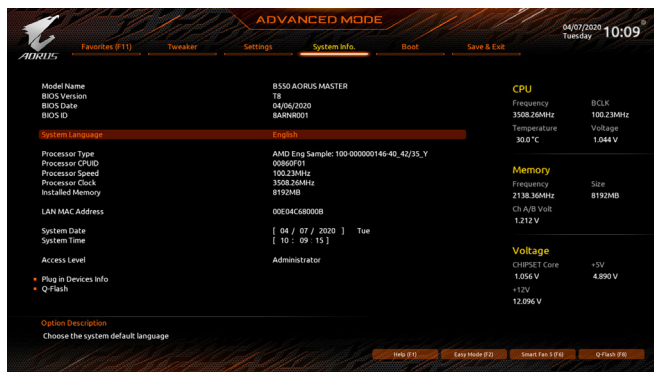 ADVANCED MODE
04/07/2020 Tuesday 10:09
AORUS
Favorites (F11) Tweaker Settings System Info. Boot Save & Exit
Model Name B550 AORUS MASTER
BIOS Version T8
BIOS Date 04/06/2020
BIOS ID 8ARNR001
System Language English
Processor Type AMD Eng Sample: 100-000000146-40_42/35_Y
Processor CPUID 00860F01
Processor Speed 100.23MHz
Processor Clock 3508.26MHz
Installed Memory 8192MB
LAN MAC Address 00E04C68000B
System Date [ 04 / 07 / 2020 ] Tue
System Time [ 10 : 09 : 15 ]
Access Level Administrator
Plug in Devices Info
Q-Flash
CPU
Frequency BCLK
3508.26MHz 100.23MHz
Temperature Voltage
30.0 °C 1.044 V
Memory
Frequency Size
2138.36MHz 8192MB
Ch A/B Volt
1.212 V
Voltage
CHIPSET Core +5V
1.056 V 4.890 V
+12V
12.096 V
Option Description
Choose the system default language
Help (F1) Easy Mode (F2) Smart Fan 5 (F6) Q-Flash (F8)